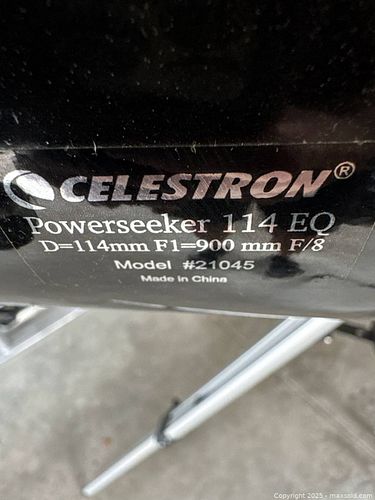 CELESTRON®
Powerseeker 114 EQ
D=114mm F1=900 mm F/8
Model #21045
Made in China
Copyright 2025 - maxsold.com